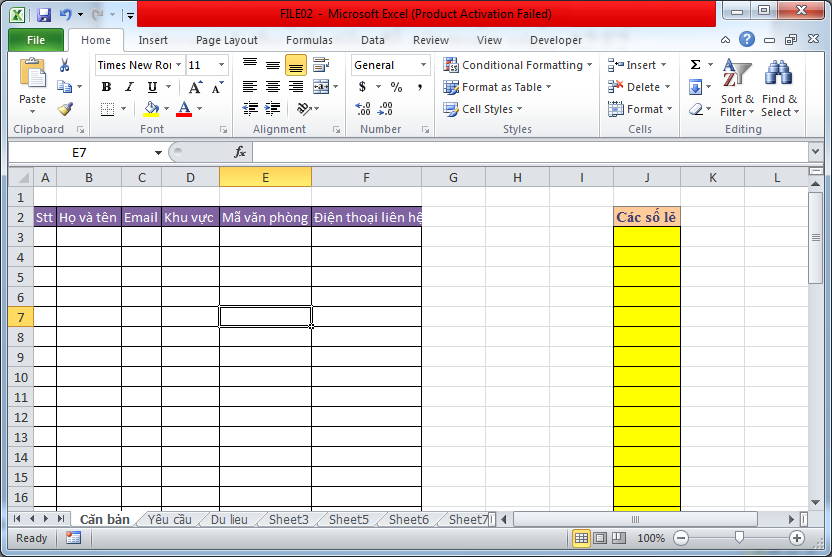 FILE02 - Microsoft Excel (Product Activation Failed)
File Home Insert Page Layout Formulas Data Review View Developer
Times New Ror 11 General Conditional Formatting Insert Σ
Paste B I U A A $ % , Format as Table Delete Sort & Find &
A .00 .0 Cell Styles Format Filter Select
Clipboard Font Alignment Number Styles Cells Editing
E7 fx
A B C D E F G H I J K L
1
2 Stt Họ và tên Email Khu vực Mã văn phòng Điện thoại liên hệ Các số lẻ
3
4
5
6
7
8
9
10
11
12
13
14
15
16
Căn bản Yêu cầu Du lieu Sheet3 Sheet5 Sheet6 Sheet7
Ready 100%